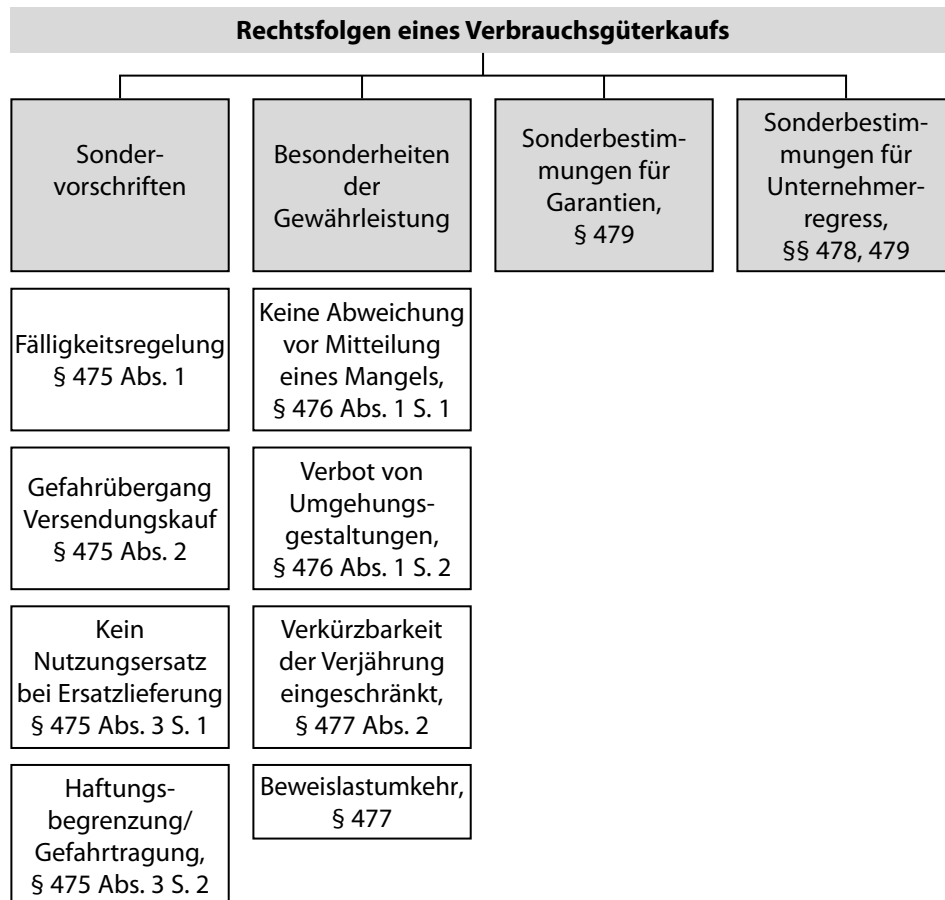 Rechtsfolgen eines Verbrauchsgüterkaufs
Sonder-
vorschriften
Besonderheiten
der
Gewährleistung
Sonderbestim-
mungen für
Garantien,
§ 479
Sonderbestim-
mungen für
Unternehmer-
regress,
§§ 478, 479
Fälligkeitsregelung
§ 475 Abs. 1
Keine Abweichung
vor Mitteilung
eines Mangels,
§ 476 Abs. 1 S. 1
Gefahrübergang
Versendungskauf
§ 475 Abs. 2
Verbot von
Umgehungs-
gestaltungen,
§ 476 Abs. 1 S. 2
Kein
Nutzungsersatz
bei Ersatzlieferung
§ 475 Abs. 3 S. 1
Verkürzbarkeit
der Verjährung
eingeschränkt,
§ 477 Abs. 2
Haftungs-
begrenzung/
Gefahrtragung,
§ 475 Abs. 3 S. 2
Beweislastumkehr,
§ 477